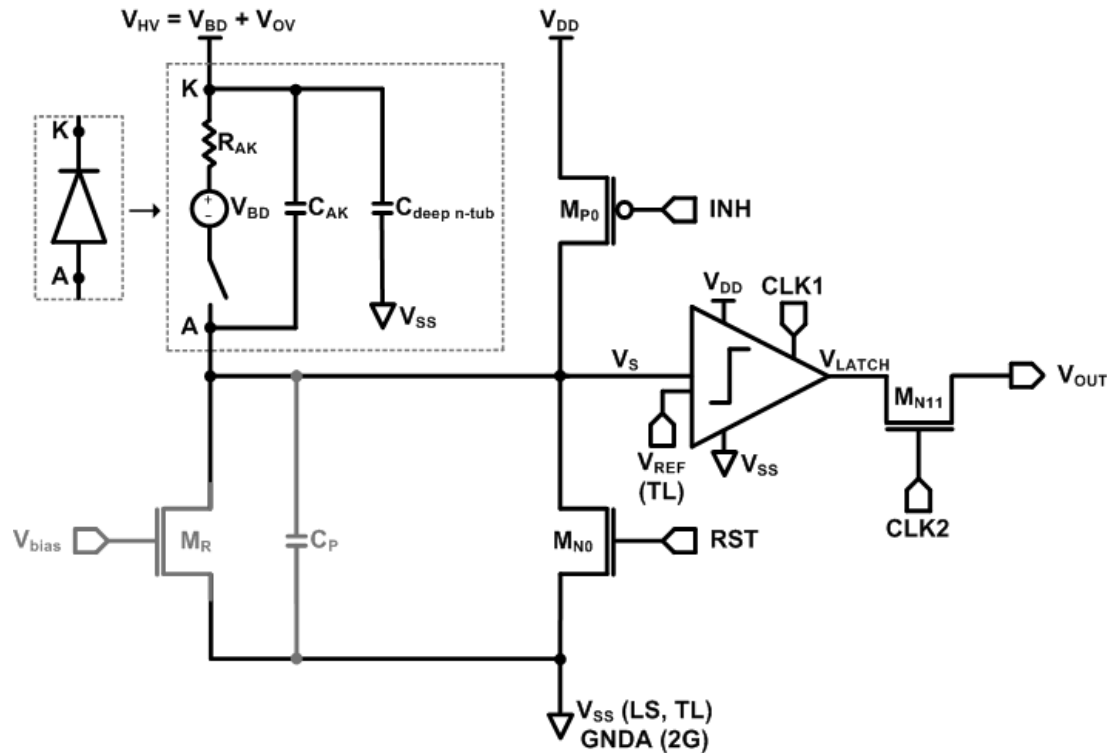 V_HV = V_BD + V_OV
V_DD
K
K
R_AK
V_BD
C_AK
C_deep n-tub
A
A
V_SS
M_P0
INH
V_DD
CLK1
V_S
V_LATCH
M_N11
V_OUT
V_REF
(TL)
V_SS
CLK2
V_bias
M_R
C_P
M_N0
RST
V_SS (LS, TL)
GNDA (2G)